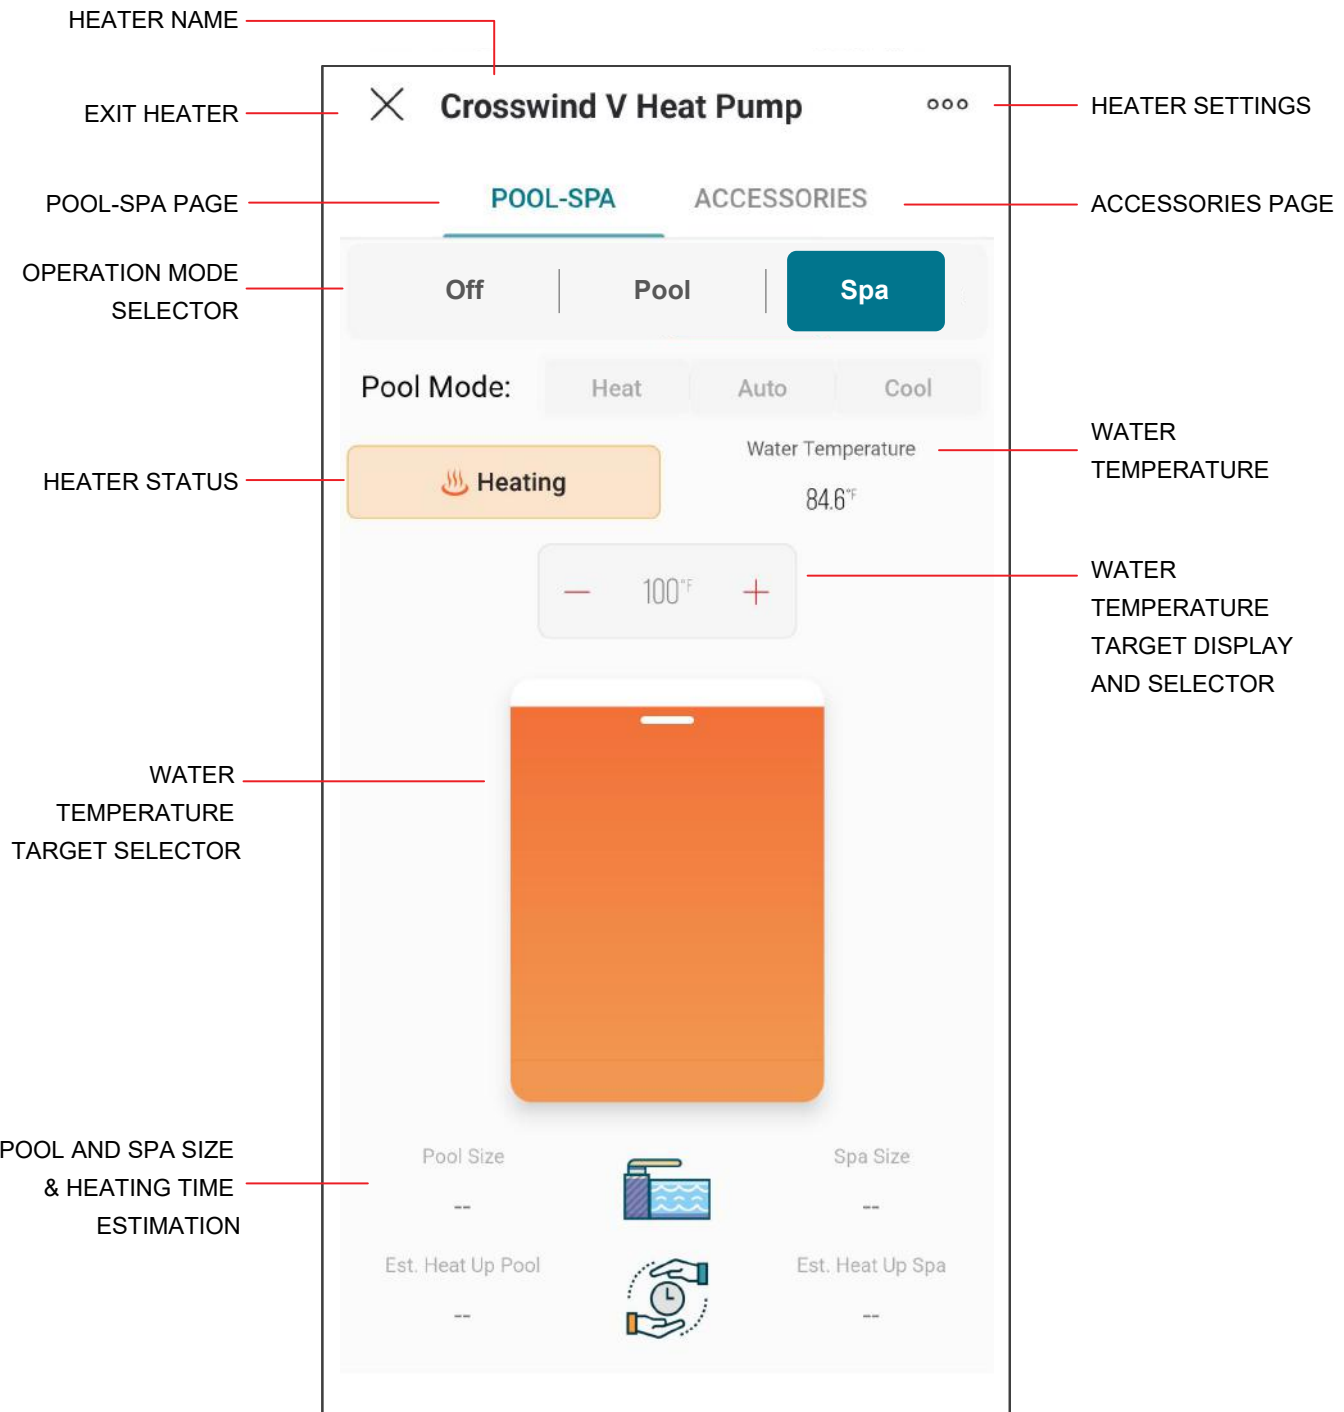 HEATER NAME
EXIT HEATER
Crosswind V Heat Pump
HEATER SETTINGS
POOL-SPA PAGE
POOL-SPA
ACCESSORIES
ACCESSORIES PAGE
OPERATION MODE
SELECTOR
Off
Pool
Spa
Pool Mode:
Heat
Auto
Cool
HEATER STATUS
Heating
Water Temperature
84.6°F
WATER
TEMPERATURE
100°F
WATER
TEMPERATURE
TARGET DISPLAY
AND SELECTOR
WATER
TEMPERATURE
TARGET SELECTOR
POOL AND SPA SIZE
& HEATING TIME
ESTIMATION
Pool Size
--
Spa Size
--
Est. Heat Up Pool
--
Est. Heat Up Spa
--